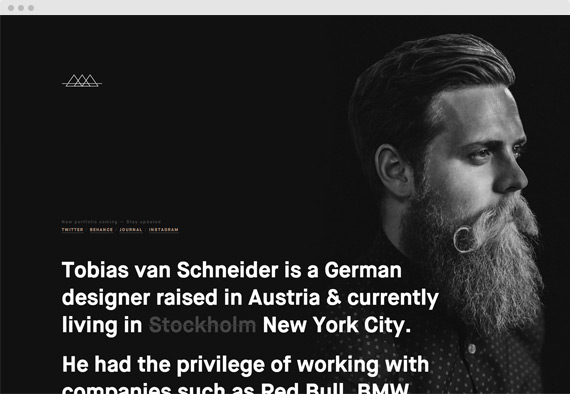 New portfolio coming — Stay updated
TWITTER / BEHANCE / JOURNAL / INSTAGRAM
Tobias van Schneider is a German
designer raised in Austria & currently
living in Stockholm New York City.
He had the privilege of working with
companies such as Red Bull, BMW,